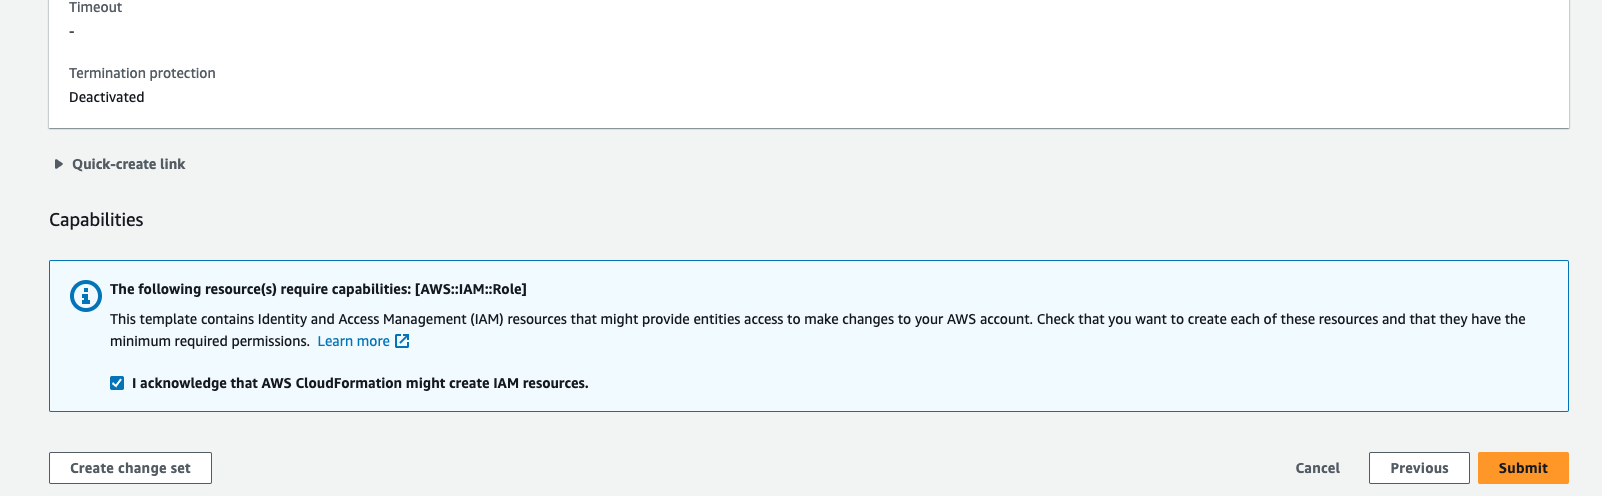 Timeout
-
Termination protection
Deactivated
Quick-create link
Capabilities
The following resource(s) require capabilities: [AWS::IAM::Role]
This template contains Identity and Access Management (IAM) resources that might provide entities access to make changes to your AWS account. Check that you want to create each of these resources and that they have the
minimum required permissions. Learn more
I acknowledge that AWS CloudFormation might create IAM resources.
Create change set Cancel Previous Submit